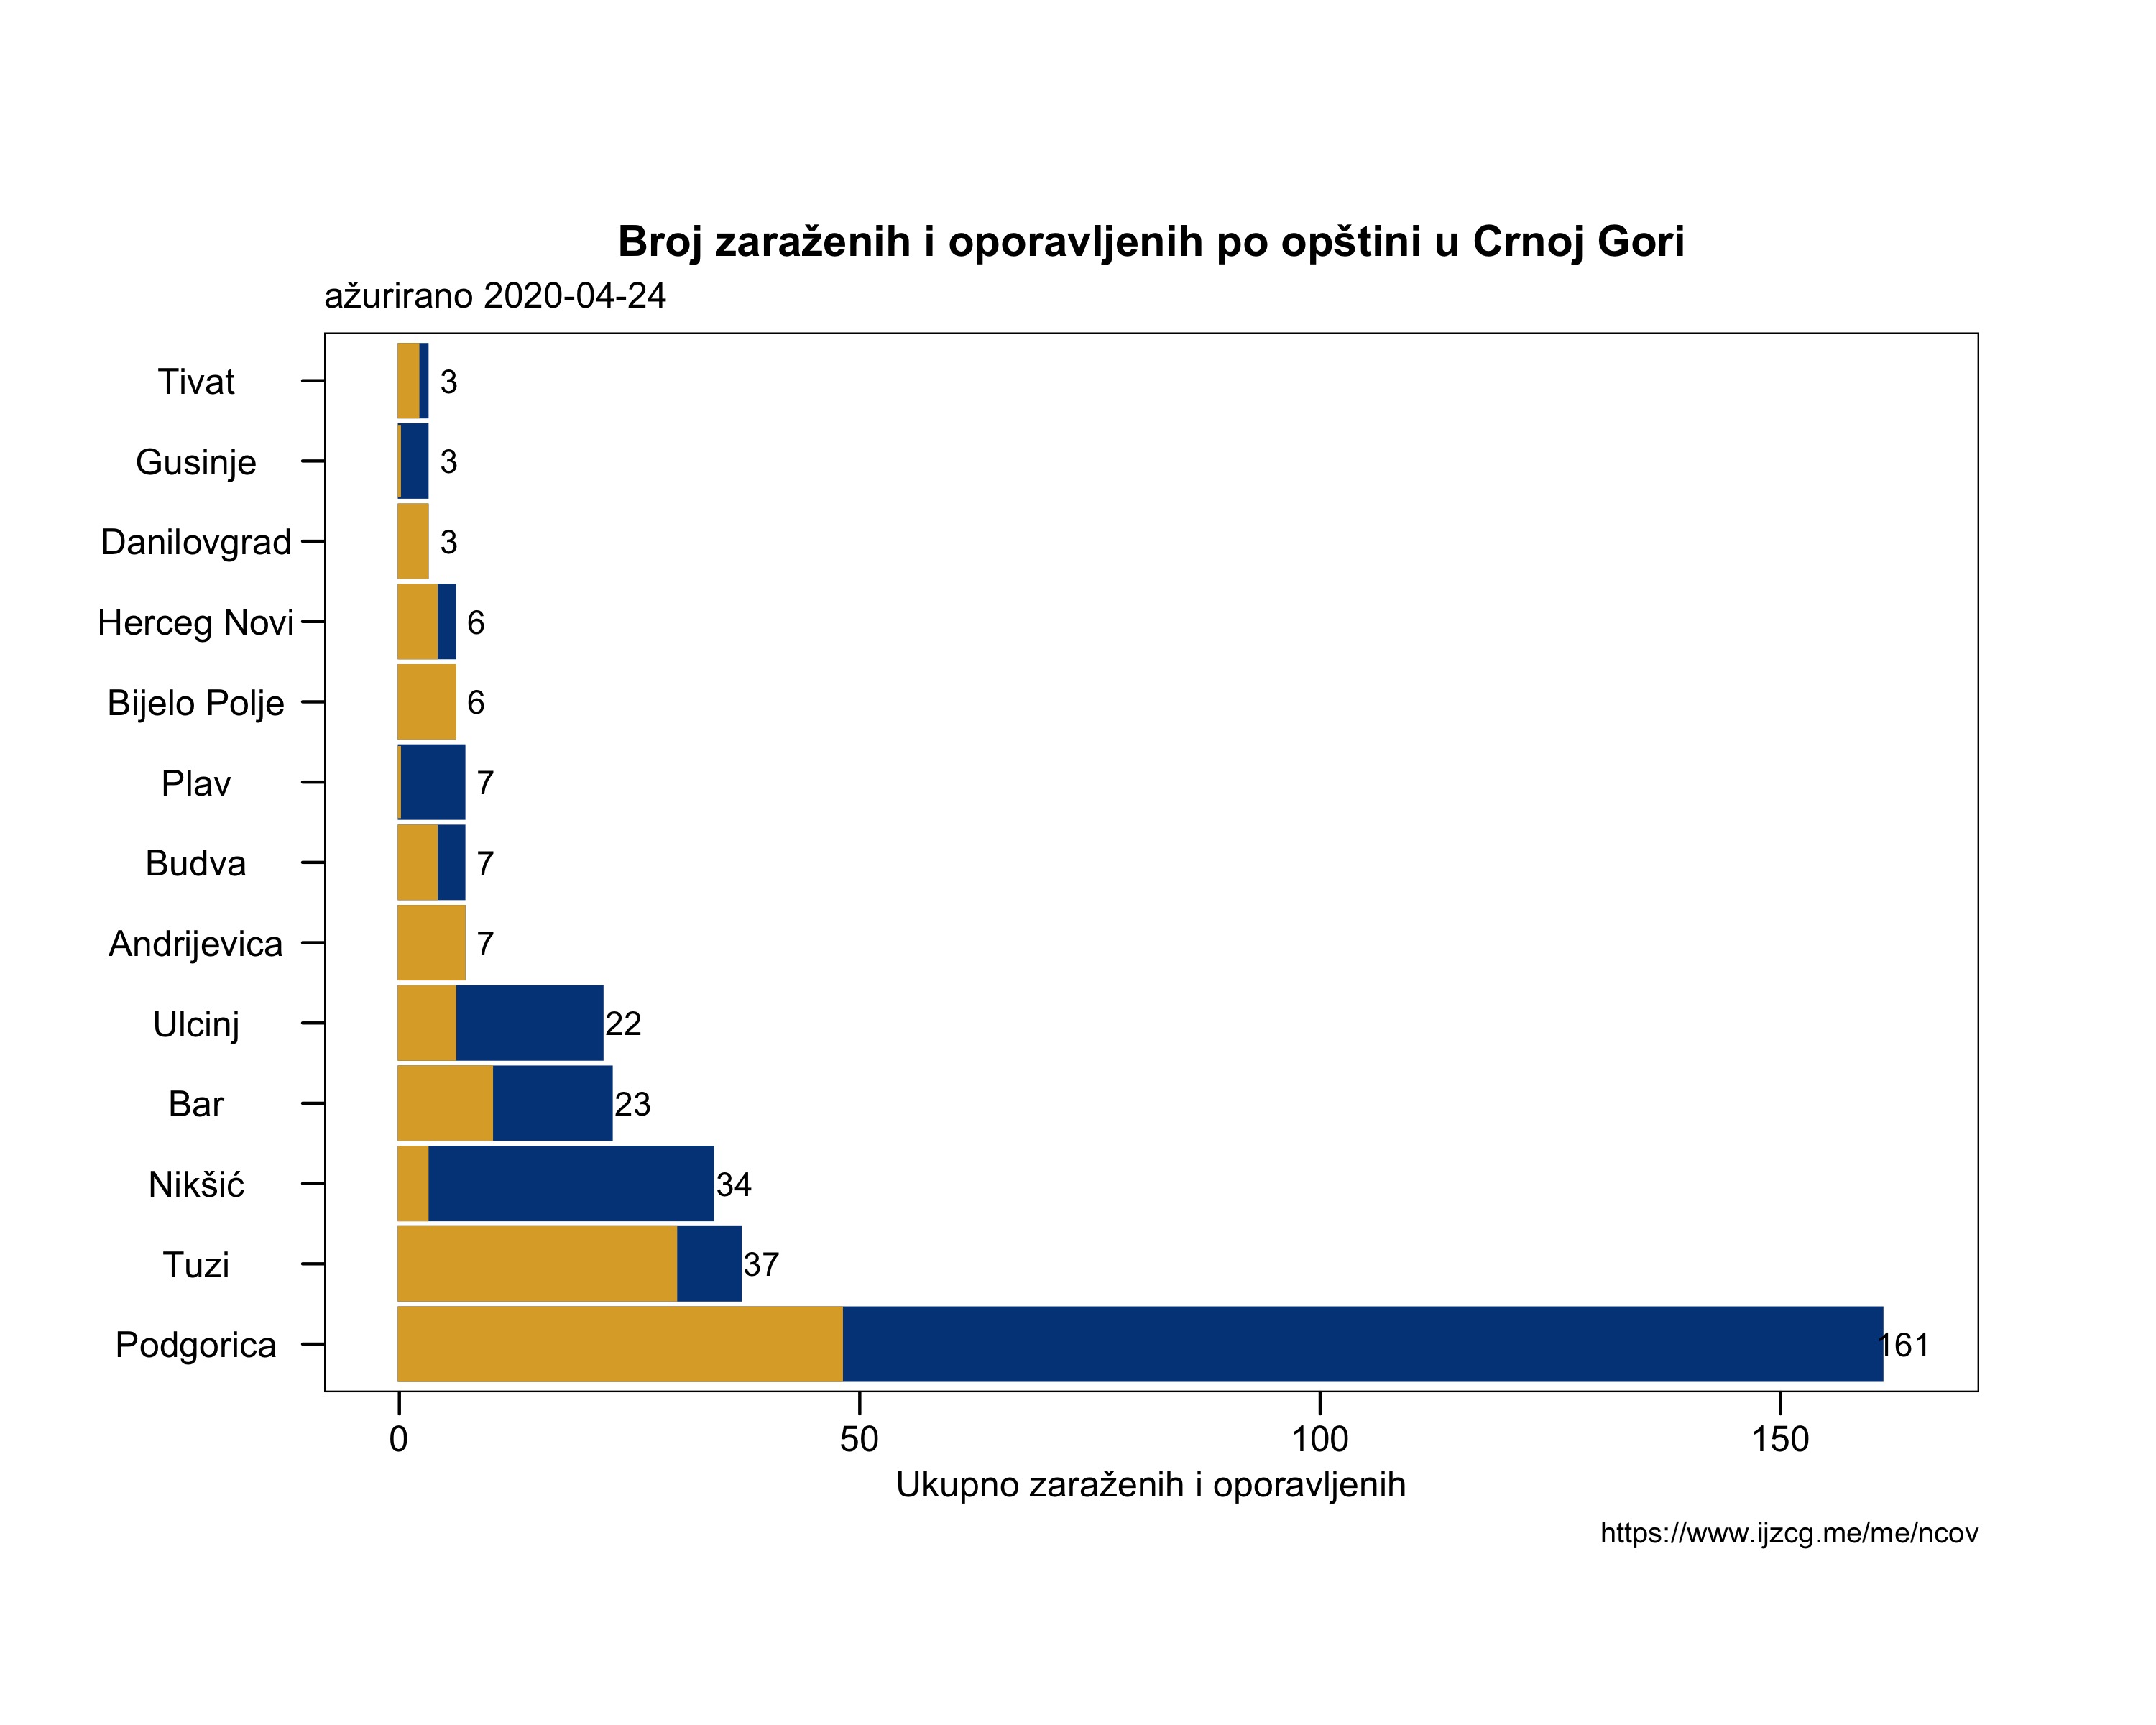 Broj zaraženih i oporavljenih po opštini u Crnoj Gori
ažurirano 2020-04-24
Tivat 3
Gusinje 3
Danilovgrad 3
Herceg Novi 6
Bijelo Polje 6
Plav 7
Budva 7
Andrijevica 7
Ulcinj 22
Bar 23
Nikšić 34
Tuzi 37
Podgorica 161
0 50 100 150
Ukupno zaraženih i oporavljenih
https://www.ijzcg.me/me/ncov